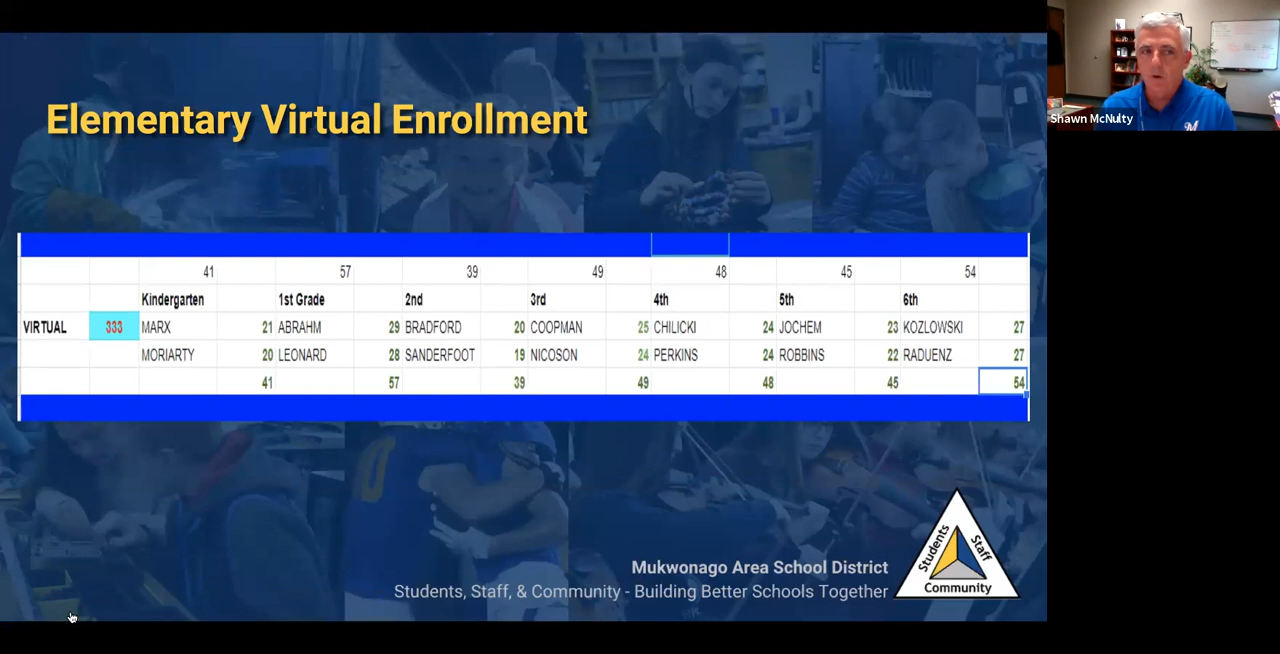 Elementary Virtual Enrollment
41 57 39 49 48 45 54
Kindergarten 1st Grade 2nd 3rd 4th 5th 6th
VIRTUAL 333 MARX 21 ABRAHM 29 BRADFORD 20 COOPMAN 25 CHILICKI 24 JOCHEM 23 KOZLOWSKI 27
MORIARTY 20 LEONARD 28 SANDERFOOT 19 NICOSON 24 PERKINS 24 ROBBINS 22 RADUENZ 27
41 57 39 49 48 45 54
Mukwonago Area School District
Students, Staff, & Community - Building Better Schools Together
Students
Staff
Community
Shawn McNulty